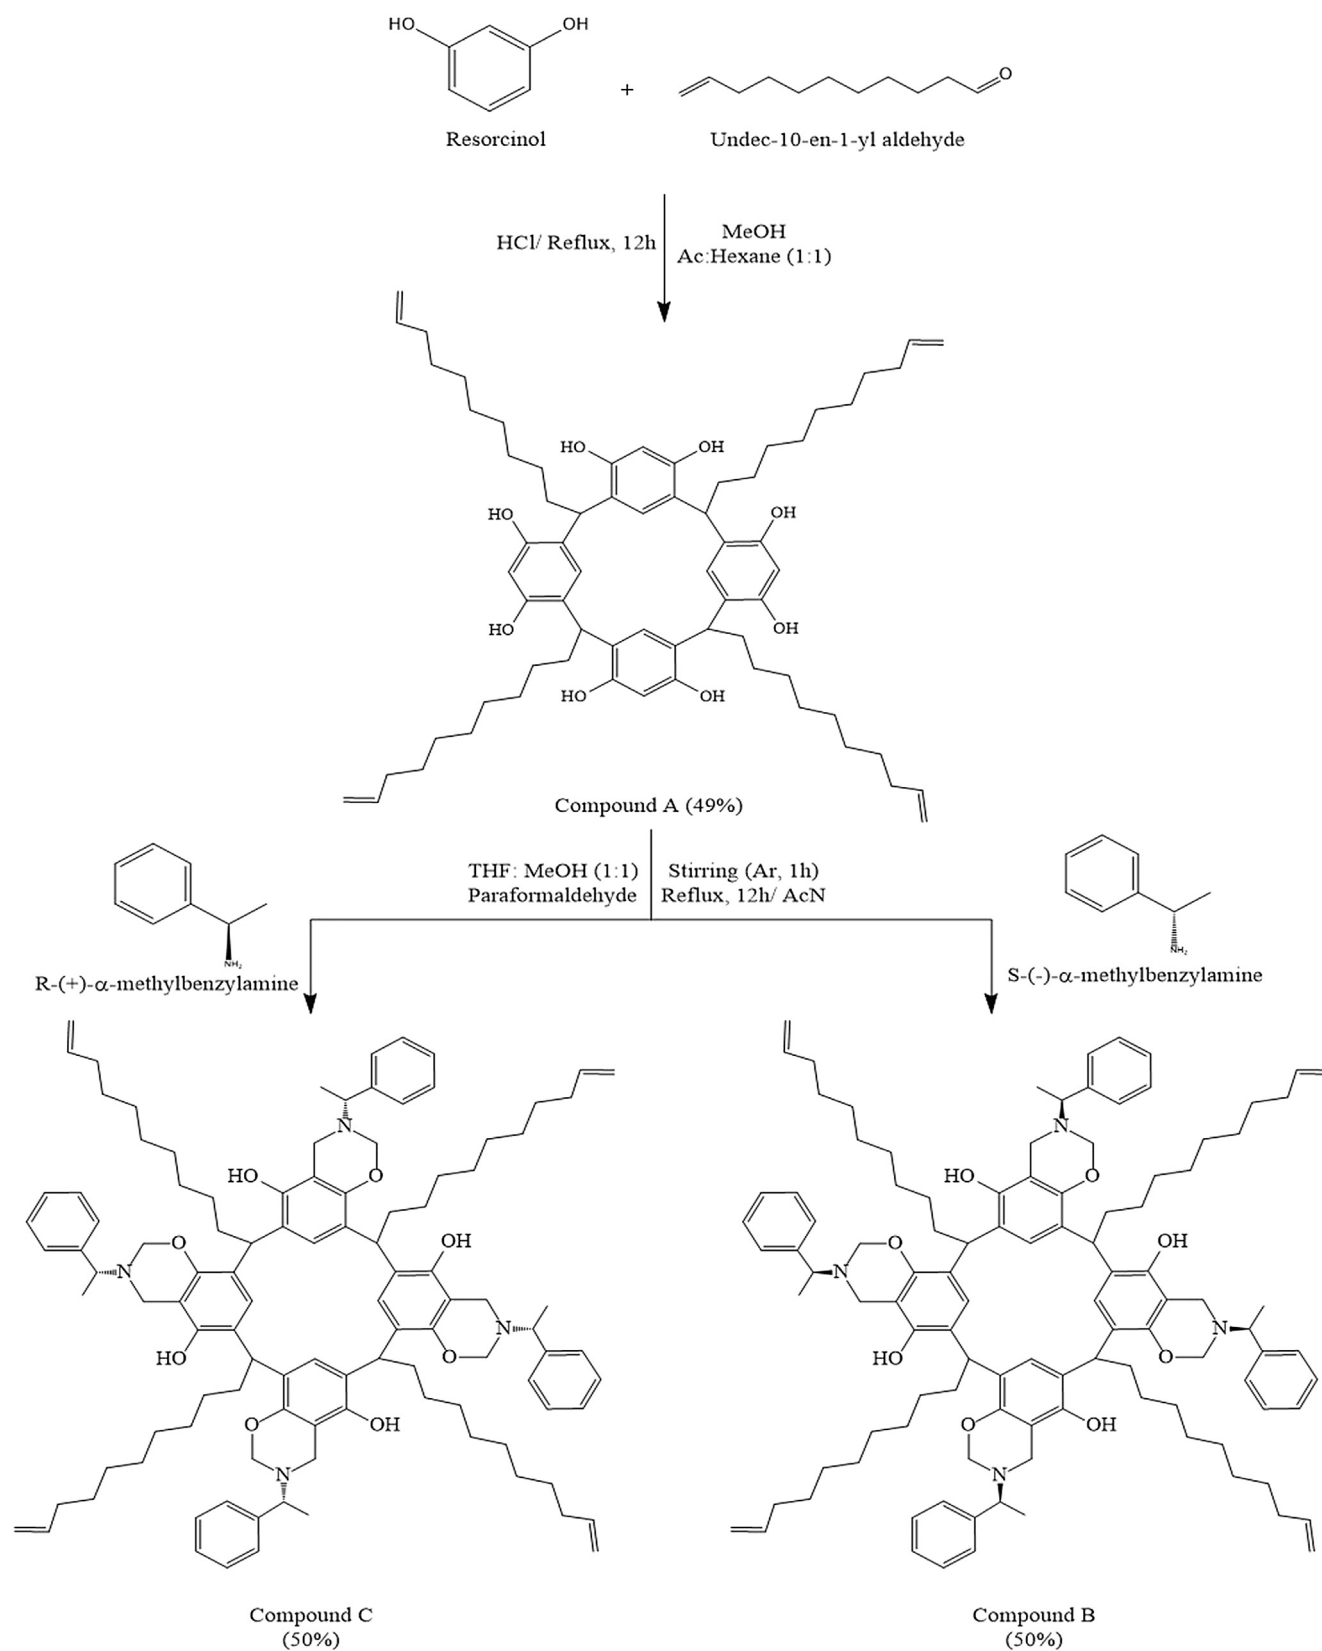 HO OH
O
+
Resorcinol Undec-10-en-1-yl aldehyde
HCl/ Reflux, 12h
MeOH
Ac:Hexane (1:1)
HO OH
HO OH
HO OH
HO OH
Compound A (49%)
THF: MeOH (1:1)
Paraformaldehyde
Stirring (Ar, 1h)
Reflux, 12h/ AcN
NH₂
R-(+)-α-methylbenzylamine
NH₂
S-(-)-α-methylbenzylamine
N
HO O
O OH
N
N
HO O
O OH
N
Compound C
(50%)
N
HO O
O OH
N
N
HO O
O OH
N
Compound B
(50%)